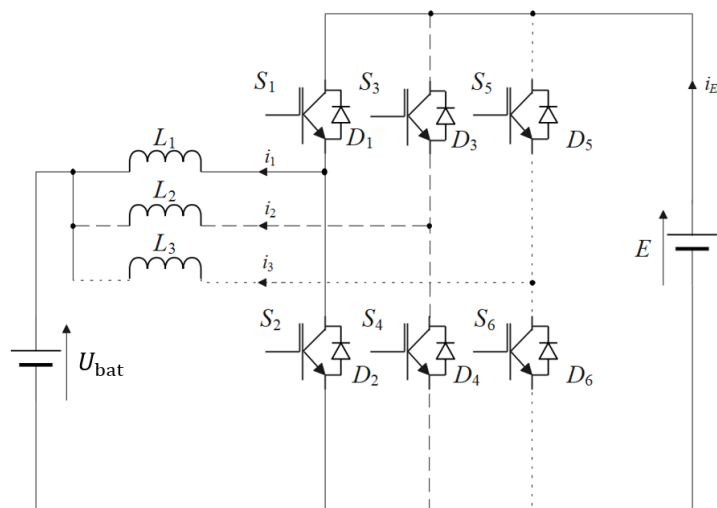 S1 S3 S5
iE
D1 D3 D5
L1
i1
L2
i2
L3
i3
E
S2 S4 S6
Ubat
D2 D4 D6